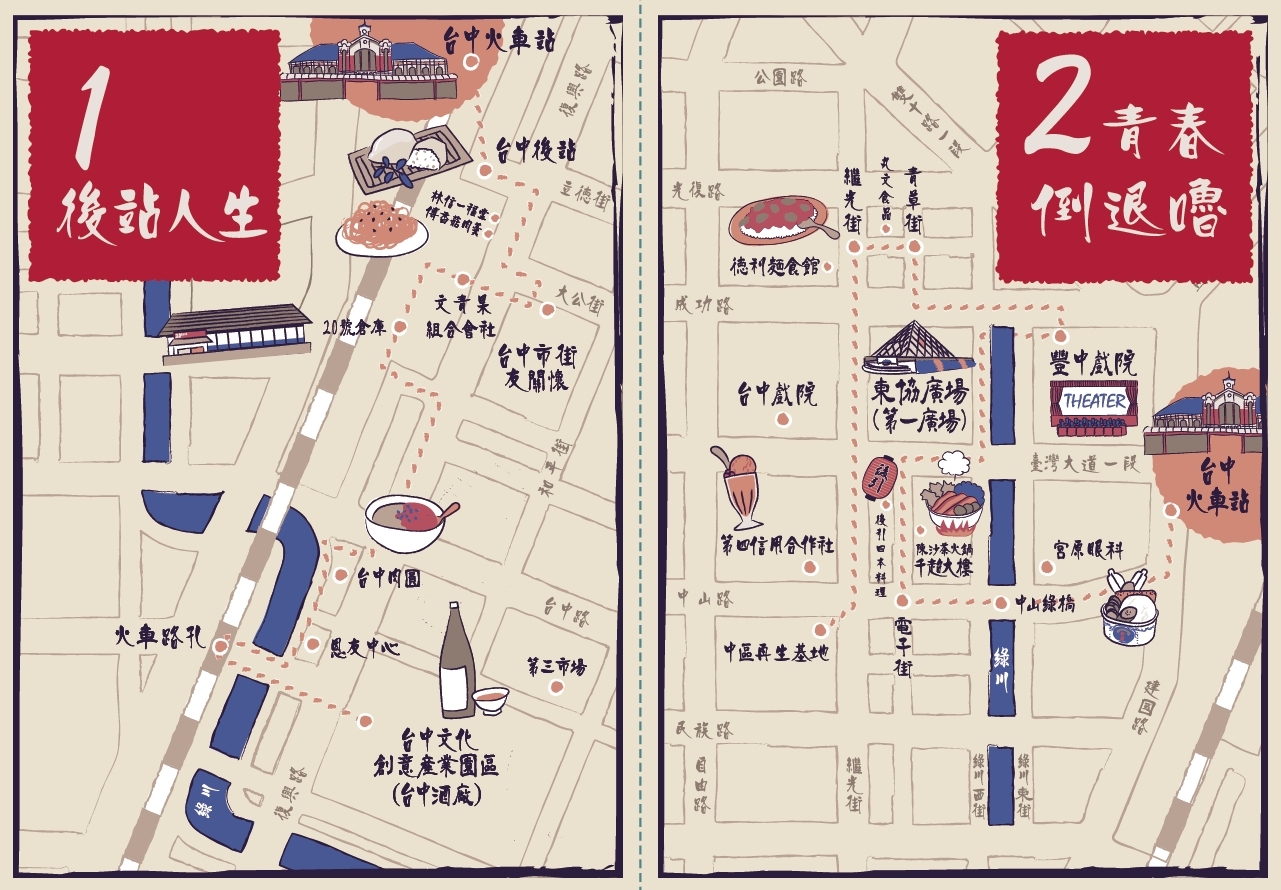 1
後站人生
台中火車站
復興路
台中後站
立德街
林信一福堂
博香菇肉羹
大公街
文青果
組合會社
20號倉庫
台中市街
友關懷
和平街
台中肉圓
台中路
火車路孔
恩友中心
第三市場
台中文化
創意產業園區
(台中酒廠)
綠川
復興路
2青春
倒退嚕
公園路
雙十路一段
光復路
繼光街
丸文食品
青草街
德利麵食館
成功路
豐中戲院
THEATER
東協廣場
(第一廣場)
台中戲院
臺灣大道一段
台中
火車站
後引
後引日本料理
陳沙茶火鍋
千越大樓
第四信用合作社
宮原眼科
中山路
中山綠橋
中區再生基地
電子街
綠川
建國路
民族路
自由路
繼光街
綠川西街
綠川東街